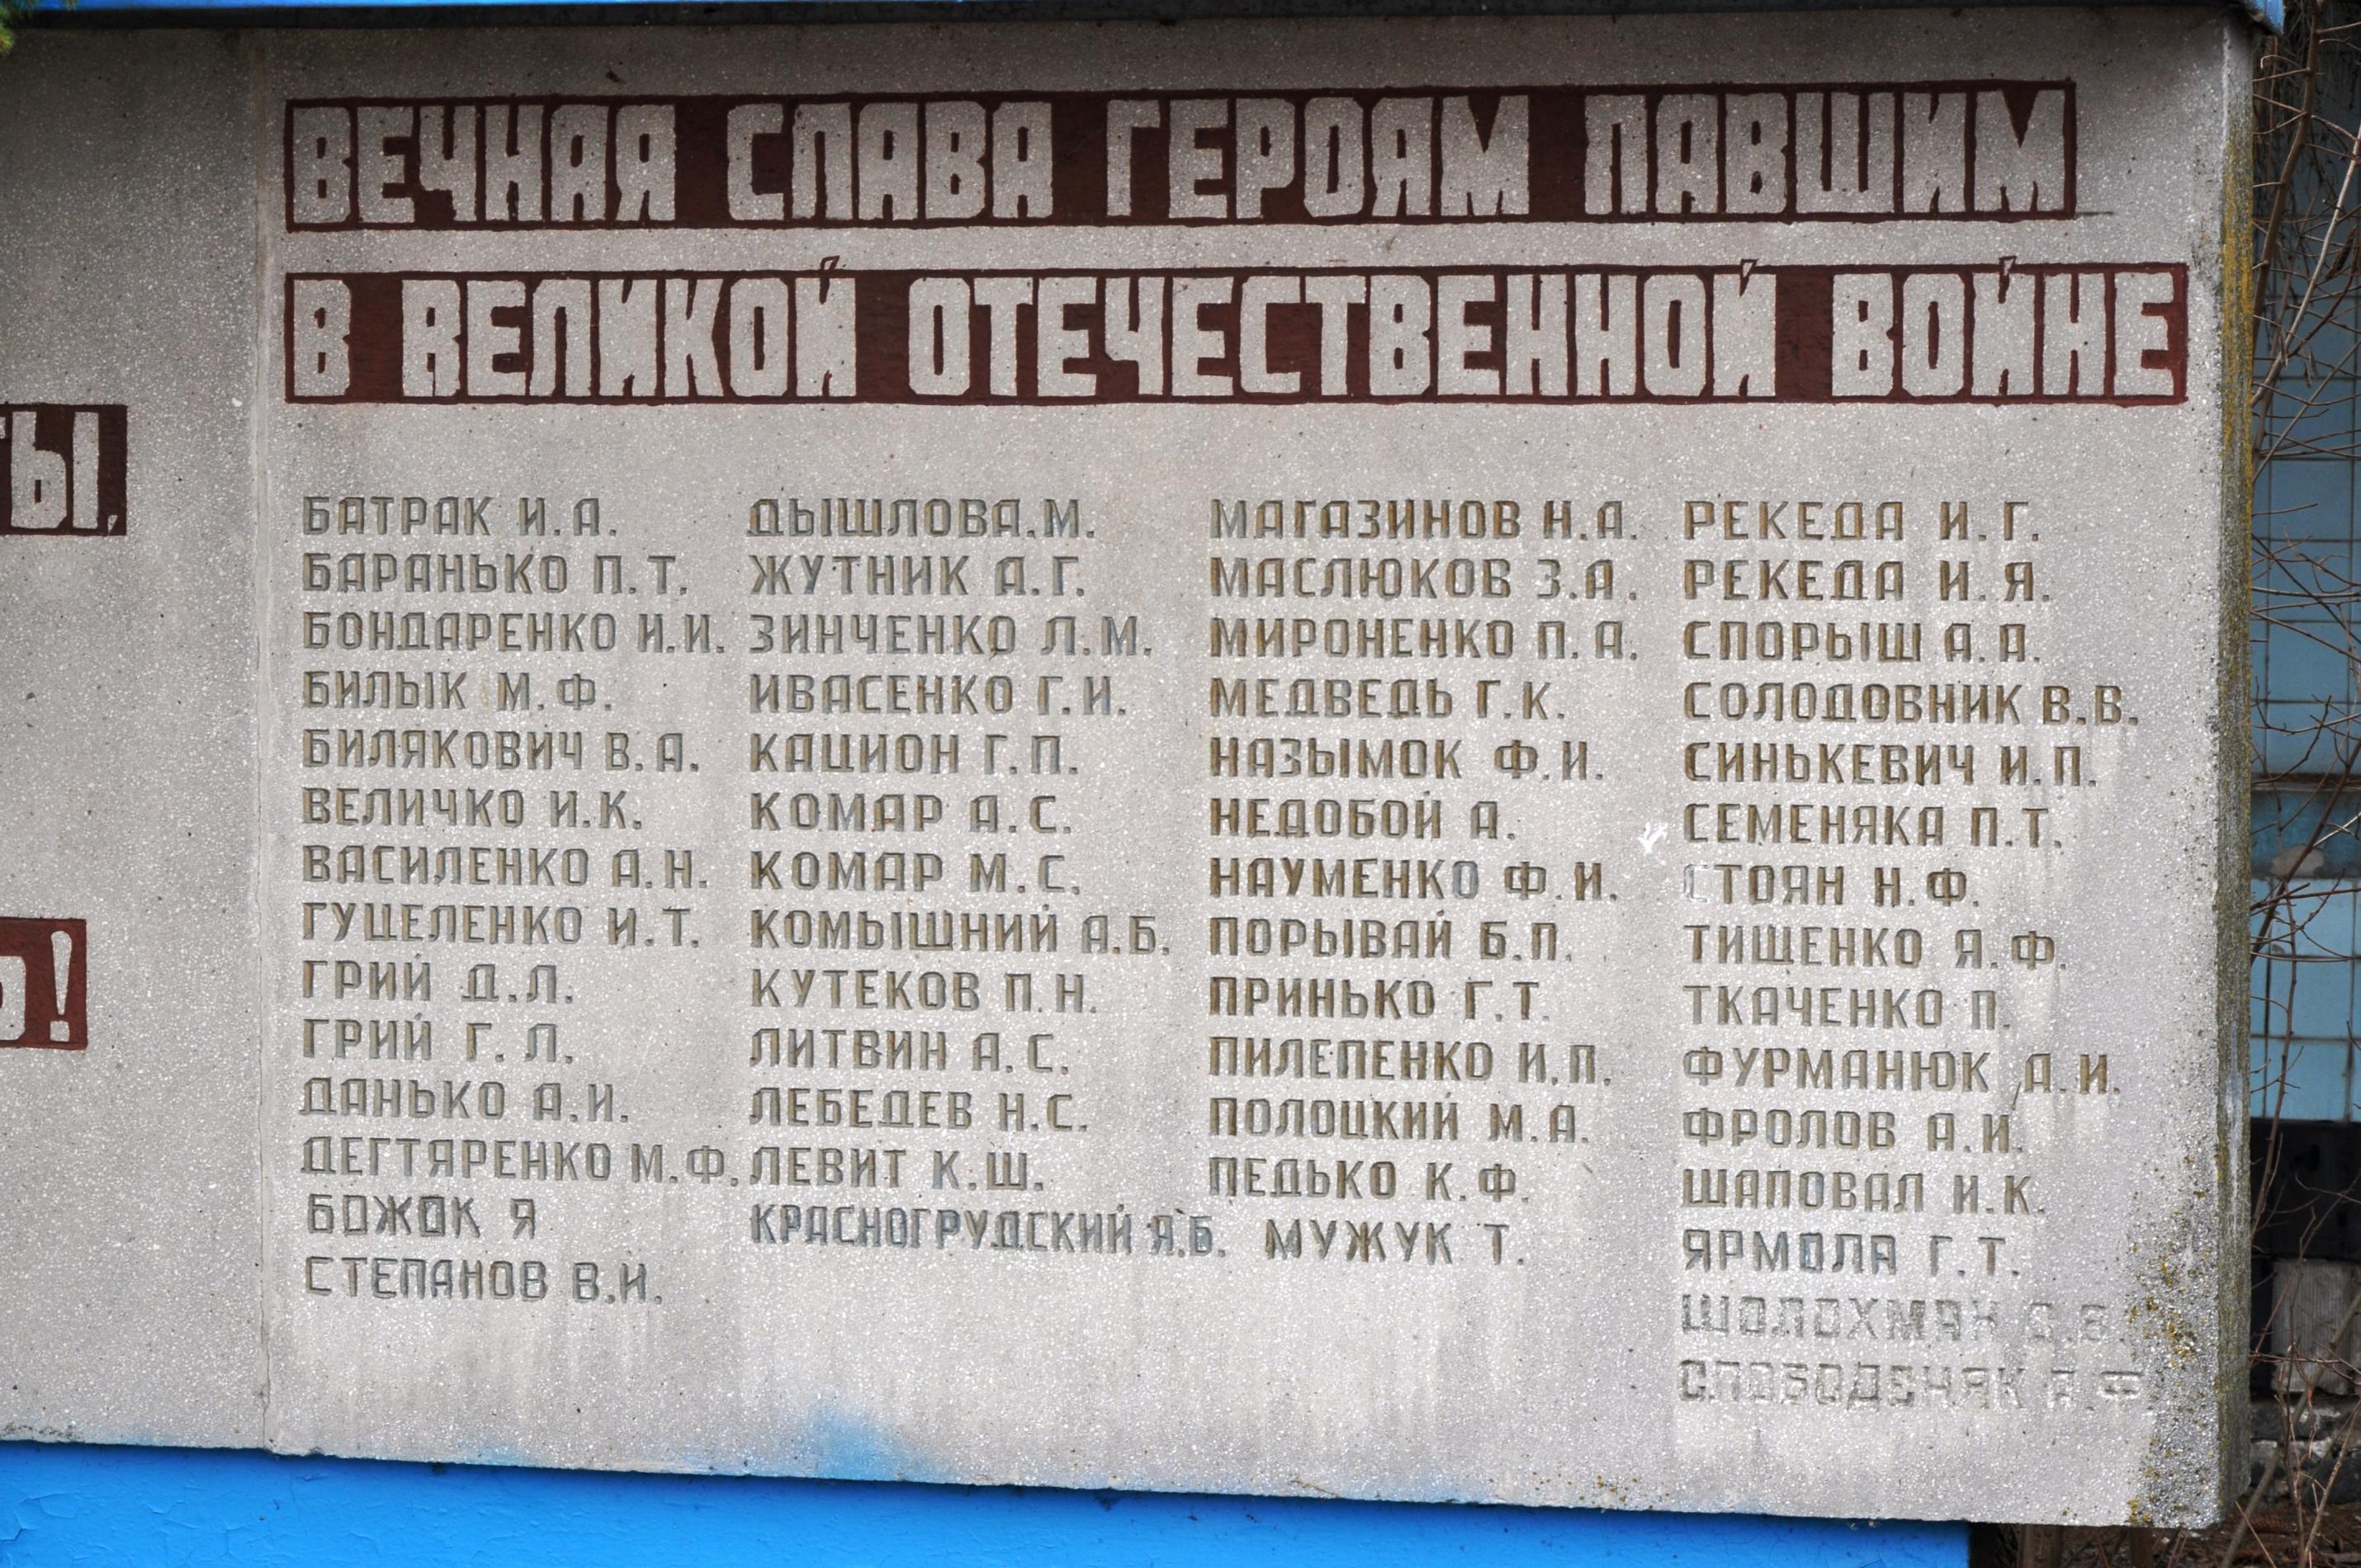 ВЕЧНАЯ СЛАВА ГЕРОЯМ ПАВШИМ
В ВЕЛИКОЙ ОТЕЧЕСТВЕННОЙ ВОЙНЕ
БАТРАК И.А.
БАРАНЬКО П.Т.
БОНДАРЕНКО И.И.
БИЛЫК М.Ф.
БИЛЯКОВИЧ В.А.
ВЕЛИЧКО И.К.
ВАСИЛЕНКО А.Н.
ГУЦЕЛЕНКО И.Т.
ГРИЙ Д.Л.
ГРИЙ Г.Л.
ДАНЬКО А.И.
ДЕГТЯРЕНКО М.Ф.
БОЖОК Я
СТЕПАНОВ В.И.
ДЫШЛОВА.М.
ЖУТНИК А.Г.
ЗИНЧЕНКО Л.М.
ИВАСЕНКО Г.И.
КАЦИОН Г.П.
КОМАР А.С.
КОМАР М.С.
КОМЫШНИЙ А.Б.
КУТЕКОВ П.Н.
ЛИТВИН А.С.
ЛЕБЕДЕВ Н.С.
ЛЕВИТ К.Ш.
КРАСНОГРУДСКИЙ Я.Б.
МАГАЗИНОВ Н.А.
МАСЛЮКОВ З.А.
МИРОНЕНКО П.А.
МЕДВЕДЬ Г.К.
НАЗЫМОК Ф.И.
НЕДОБОЙ А.
НАУМЕНКО Ф.И.
ПОРЫВАЙ Б.П.
ПРИНЬКО Г.Т.
ПИЛЕПЕНКО И.П.
ПОЛОЦКИЙ М.А.
ПЕДЬКО К.Ф.
МУЖУК Т.
РЕКЕДА И.Г.
РЕКЕДА И.Я.
СПОРЫШ А.А.
СОЛОДОВНИК В.В.
СИНЬКЕВИЧ И.П.
СЕМЕНЯКА П.Т.
СТОЯН Н.Ф.
ТИЩЕНКО Я.Ф.
ТКАЧЕНКО П.
ФУРМАНЮК А.И.
ФРОЛОВ А.И.
ШАПОВАЛ И.К.
ЯРМОЛА Г.Т.
ШОЛОХМАН
СЛОБОДЕНЯК